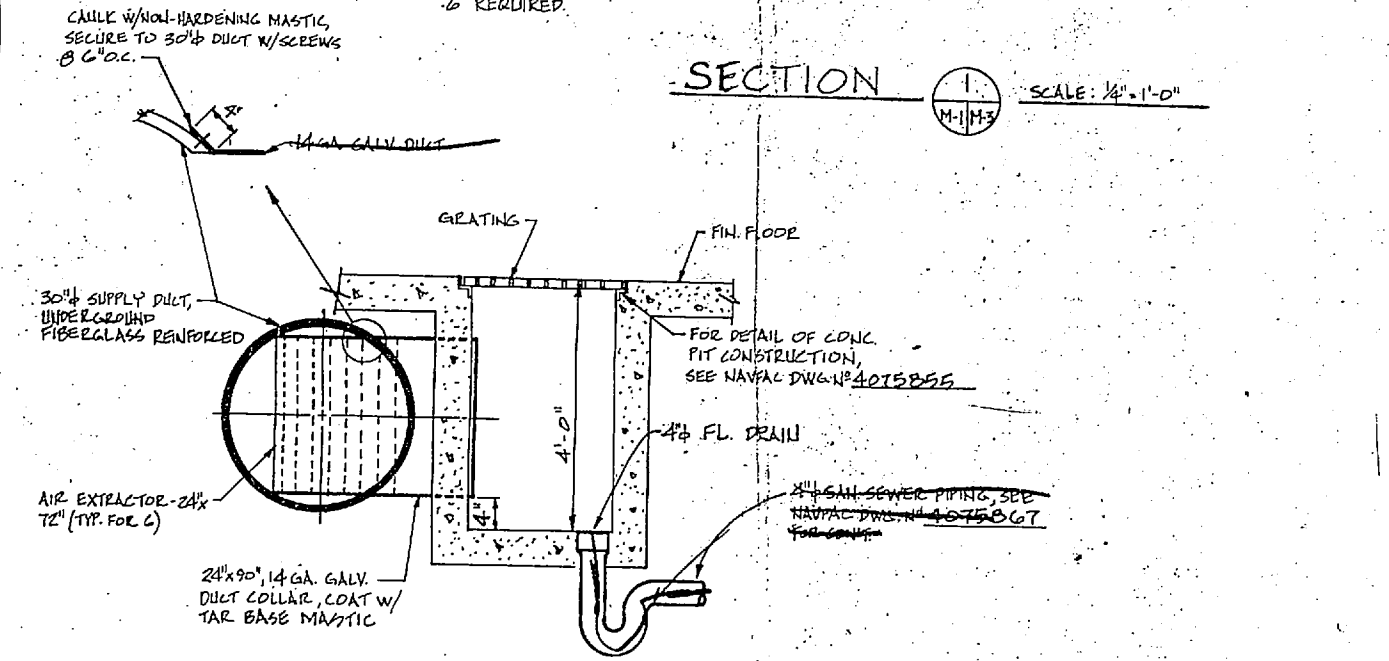 .6 REQUIRED.
CAULK W/NON-HARDENING MASTIC,
SECURE TO 30"ϕ DUCT W/SCREWS
@ 6" O.C.
SECTION
1
M-1 M-3
SCALE: 1/4"=1'-0"
14 GA. GALV. DUCT
GRATING
FIN. FLOOR
30"ϕ SUPPLY DUCT,
UNDERGROUND
FIBERGLASS REINFORCED
FOR DETAIL OF CONC.
PIT CONSTRUCTION,
SEE NAVFAC DWG. Nº 4075855
4'-0"
4"ϕ FL. DRAIN
AIR EXTRACTOR-24"x
72" (TYP. FOR 6)
4"
4"ϕ SAN SEWER PIPING, SEE
NAVFAC DWG. Nº 4075867
FOR CONT.
24"x90", 14 GA. GALV.
DUCT COLLAR, COAT W/
TAR BASE MASTIC